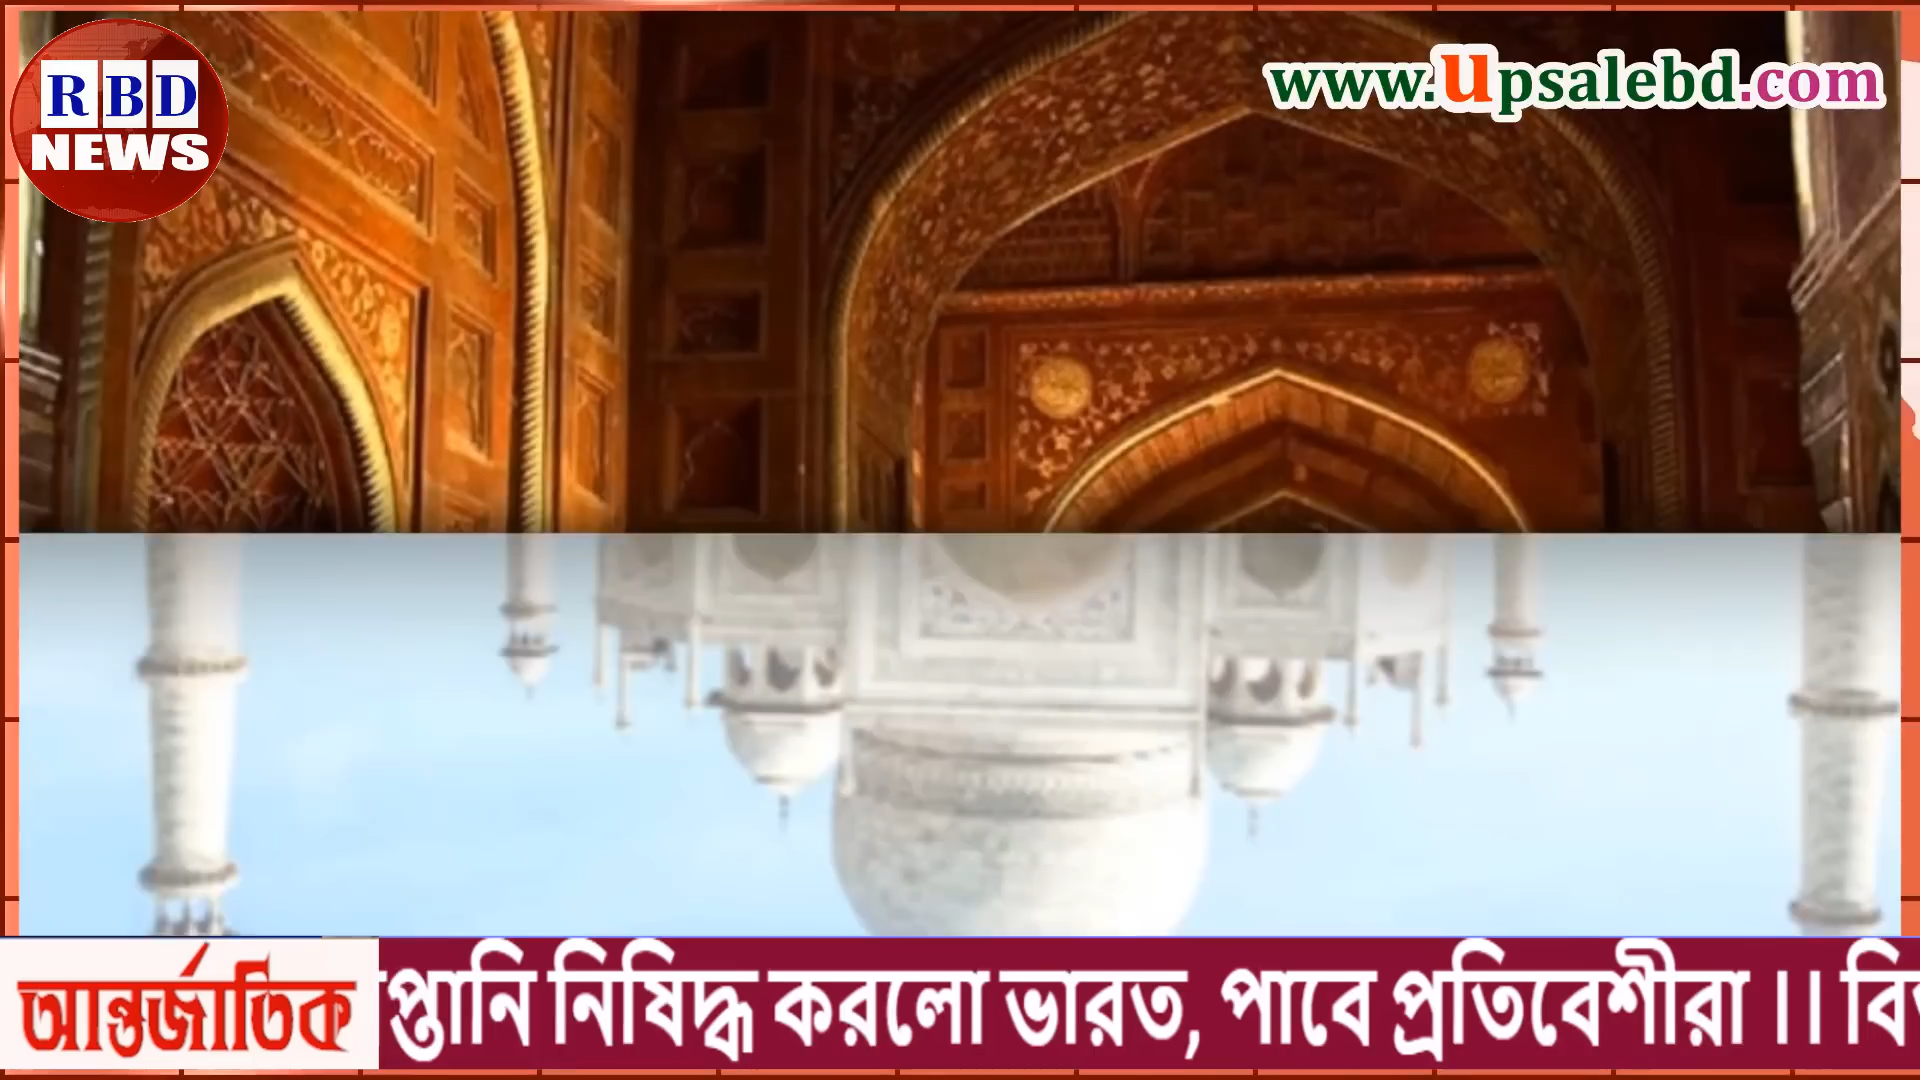 RBD
NEWS
www.Upsalebd.com
আন্তর্জাতিক
প্তানি নিষিদ্ধ করলো ভারত, পাবে প্রতিবেশীরা ।। বি